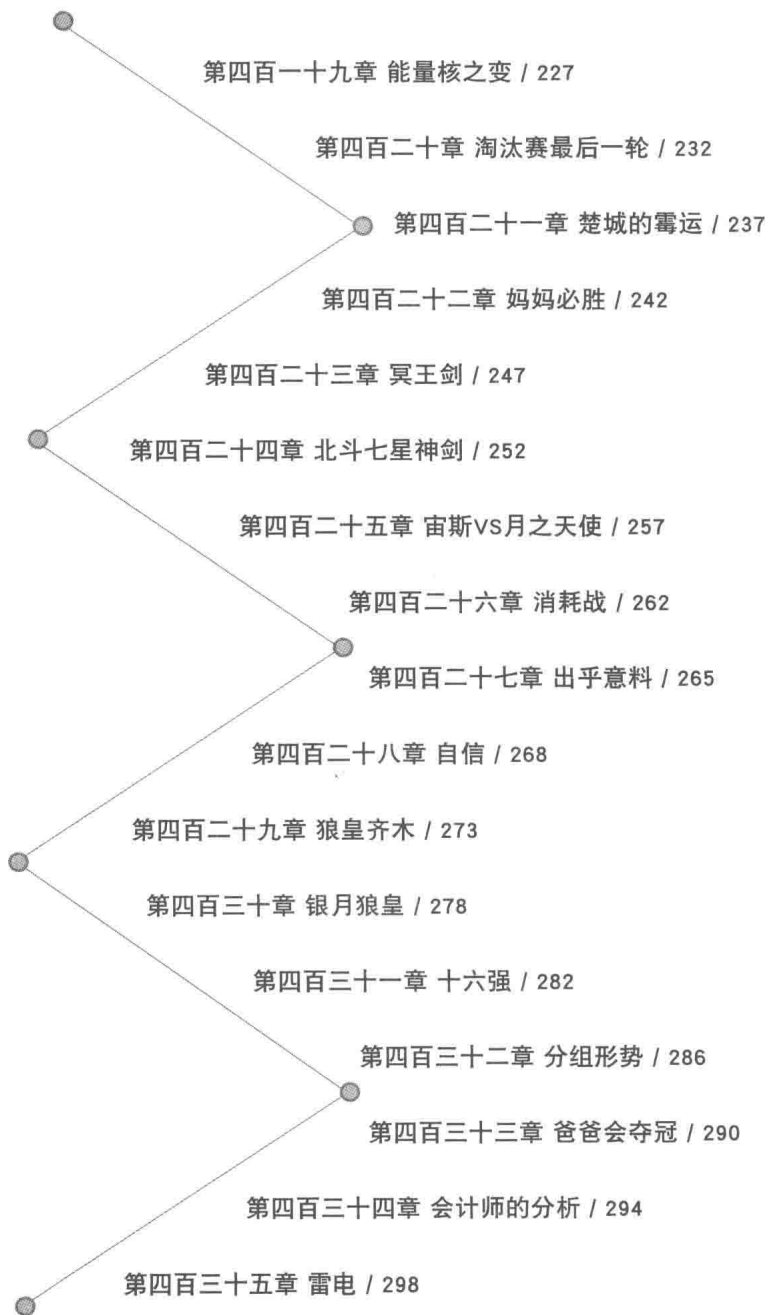 第四百一十九章 能量核之变 / 227
第四百二十章 淘汰赛最后一轮 / 232
第四百二十一章 楚城的霉运 / 237
第四百二十二章 妈妈必胜 / 242
第四百二十三章 冥王剑 / 247
第四百二十四章 北斗七星神剑 / 252
第四百二十五章 宙斯VS月之天使 / 257
第四百二十六章 消耗战 / 262
第四百二十七章 出乎意料 / 265
第四百二十八章 自信 / 268
第四百二十九章 狼皇齐木 / 273
第四百三十章 银月狼皇 / 278
第四百三十一章 十六强 / 282
第四百三十二章 分组形势 / 286
第四百三十三章 爸爸会夺冠 / 290
第四百三十四章 会计师的分析 / 294
第四百三十五章 雷电 / 298